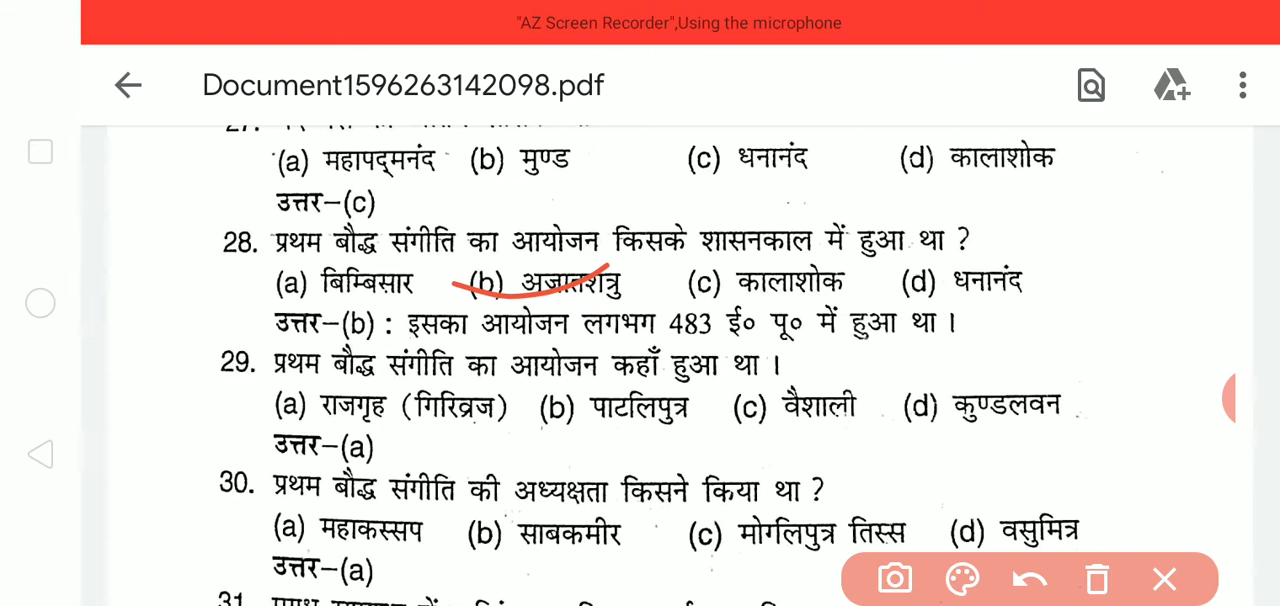 "AZ Screen Recorder",Using the microphone
Document1596263142098.pdf
27.
(a) महापद्मनंद (b) मुण्ड (c) धनानंद (d) कालाशोक
उत्तर–(c)
28. प्रथम बौद्ध संगीति का आयोजन किसके शासनकाल में हुआ था ?
(a) बिम्बिसार (b) अजातशत्रु (c) कालाशोक (d) धनानंद
उत्तर–(b) : इसका आयोजन लगभग 483 ई० पू० में हुआ था ।
29. प्रथम बौद्ध संगीति का आयोजन कहाँ हुआ था ।
(a) राजगृह (गिरिव्रज) (b) पाटलिपुत्र (c) वैशाली (d) कुण्डलवन
उत्तर–(a)
30. प्रथम बौद्ध संगीति की अध्यक्षता किसने किया था ?
(a) महाकस्सप (b) साबकमीर (c) मोग्लिपुत्र तिस्स (d) वसुमित्र
उत्तर–(a)
31.